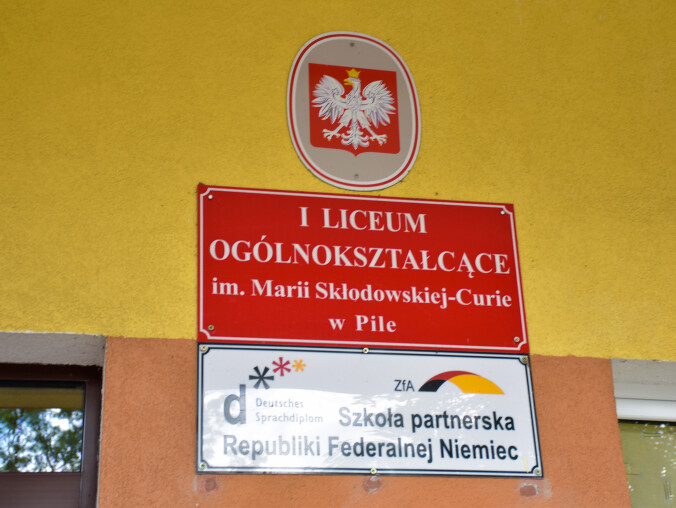 I LICEUM
OGÓLNOKSZTAŁCĄCE
im. Marii Skłodowskiej-Curie
w Pile
d Deutsches
Sprachdiplom
ZfA
Szkoła partnerska
Republiki Federalnej Niemiec